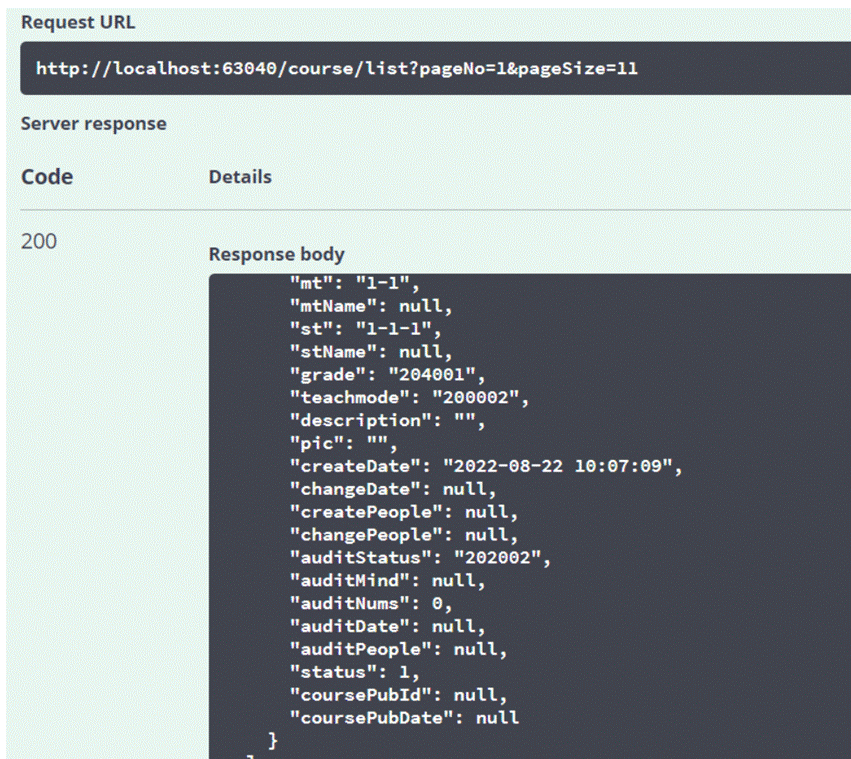 Request URL
http://localhost:63040/course/list?pageNo=1&pageSize=11
Server response
Code Details
200
Response body
"mt": "1-1",
"mtName": null,
"st": "1-1-1",
"stName": null,
"grade": "204001",
"teachmode": "200002",
"description": "",
"pic": "",
"createDate": "2022-08-22 10:07:09",
"changeDate": null,
"createPeople": null,
"changePeople": null,
"auditStatus": "202002",
"auditMind": null,
"auditNums": 0,
"auditDate": null,
"auditPeople": null,
"status": 1,
"coursePubId": null,
"coursePubDate": null
}